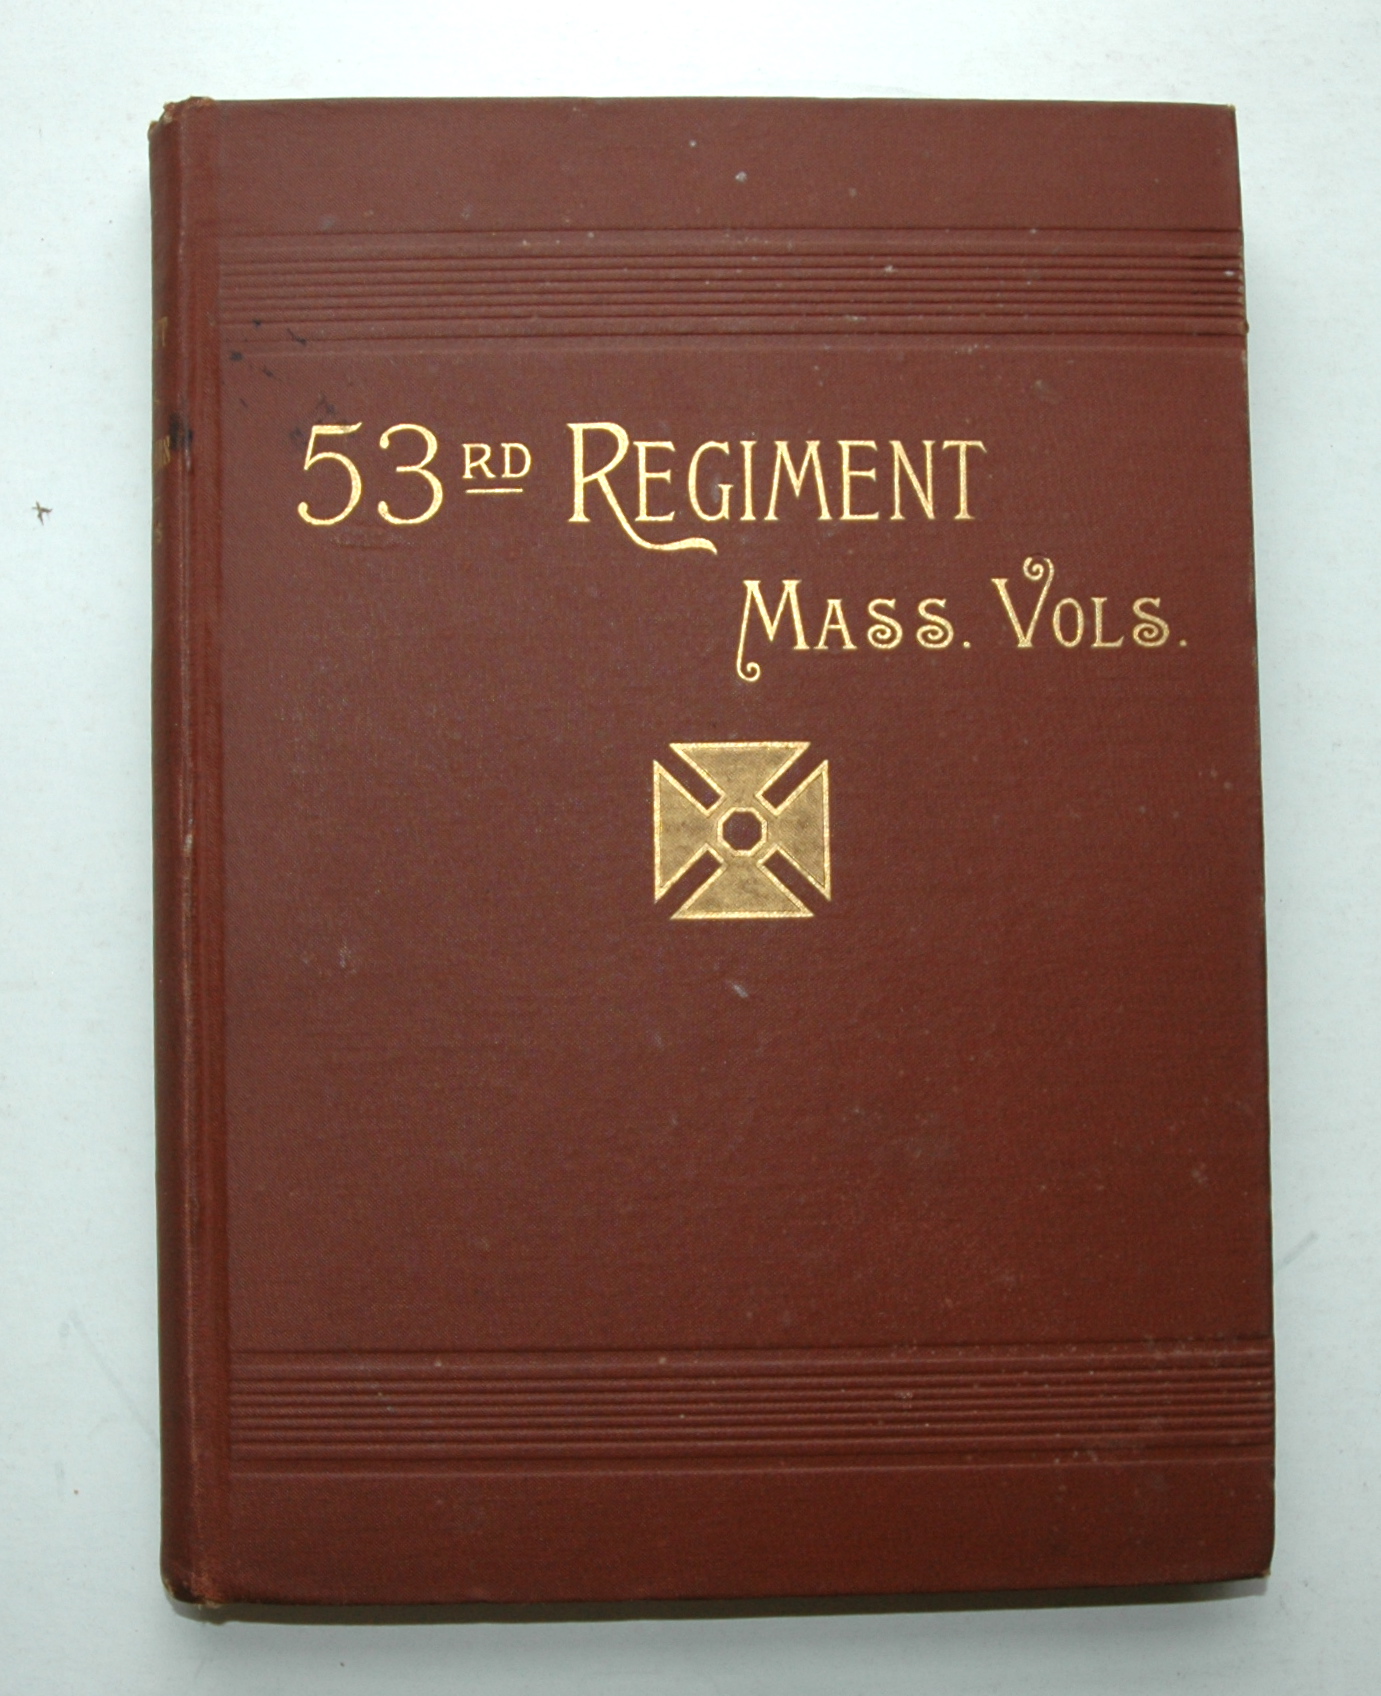 53RD REGIMENT
MASS. VOLS.